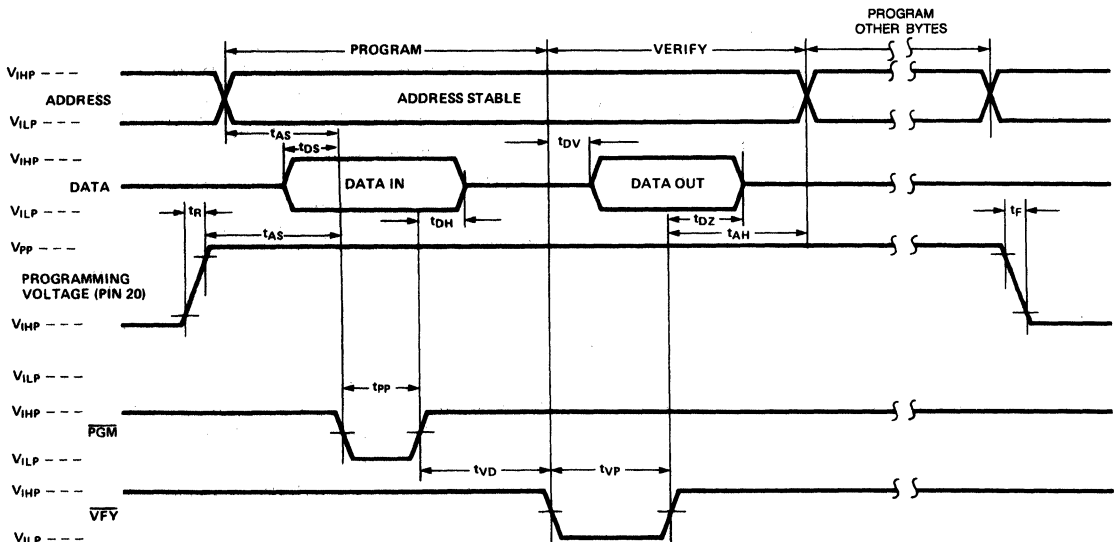 PROGRAM
OTHER BYTES
PROGRAM
VERIFY
VIHP
ADDRESS
ADDRESS STABLE
VILP
tAS
tDS
tDV
VIHP
DATA
DATA IN
DATA OUT
VILP
tR
tDH
tDZ
tF
tAS
tAH
VPP
PROGRAMMING
VOLTAGE (PIN 20)
VIHP
VILP
tPP
VIHP
PGM
VILP
tVD
tVP
VIHP
VFY
VILP